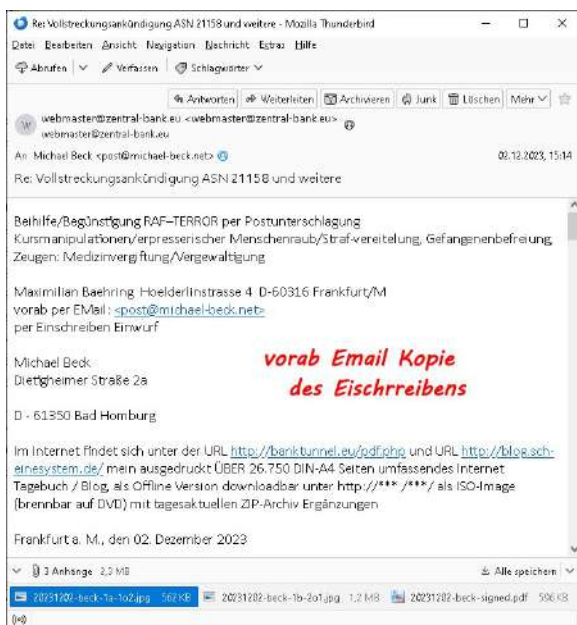 Re: Vollstreckungsankündigung ASN 21158 und weitere - Mozilla Thunderbird
Datei Bearbeiten Ansicht Navigation Nachricht Extras Hilfe
Abrufen Verfassen Schlagwörter
Antworten Weiterleiten Archivieren Junk Löschen Mehr
W
webmaster@zentral-bank.eu <webmaster@zentral-bank.eu>
webmaster@zentral-bank.eu
An Michael Beck <post@michael-beck.net> 02.12.2023, 15:14
Re: Vollstreckungsankündigung ASN 21158 und weitere
Beihilfe/Begünstigung RAF–TERROR per Postunterschlagung
Kursmanipulationen/erpresserischer Menschenraub/Straf-vereitelung, Gefangenenbefreiung,
Zeugen: Medizinvergiftung/Vergewaltigung
Maximilian Baehring Hoelderlinstrasse 4 D-60316 Frankfurt/M
vorab per EMail: <post@michael-beck.net>
per Einschreiben Einwurf
Michael Beck
Dietigheimer Straße 2a
vorab Email Kopie
des Eischrreibens
D - 61350 Bad Homburg
Im Internet findet sich unter der URL http://banktunnel.eu/pdf.php und URL http://blog.sch-
einesystem.de/ mein ausgedruckt ÜBER 26.750 DIN-A4 Seiten umfassendes Internet
Tagebuch / Blog, als Offline Version downloadbar unter http://*** /***/ als ISO-Image
(brennbar auf DVD) mit tagesaktuellen ZIP-Archiv Ergänzungen
Frankfurt a. M., den 02. Dezember 2023
3 Anhänge 2,3 MB Alle speichern
20231202-beck-1a-1o2.jpg 562 KB 20231202-beck-1b-2o1.jpg 1,2 MB 20231202-beck-signed.pdf 596 KB